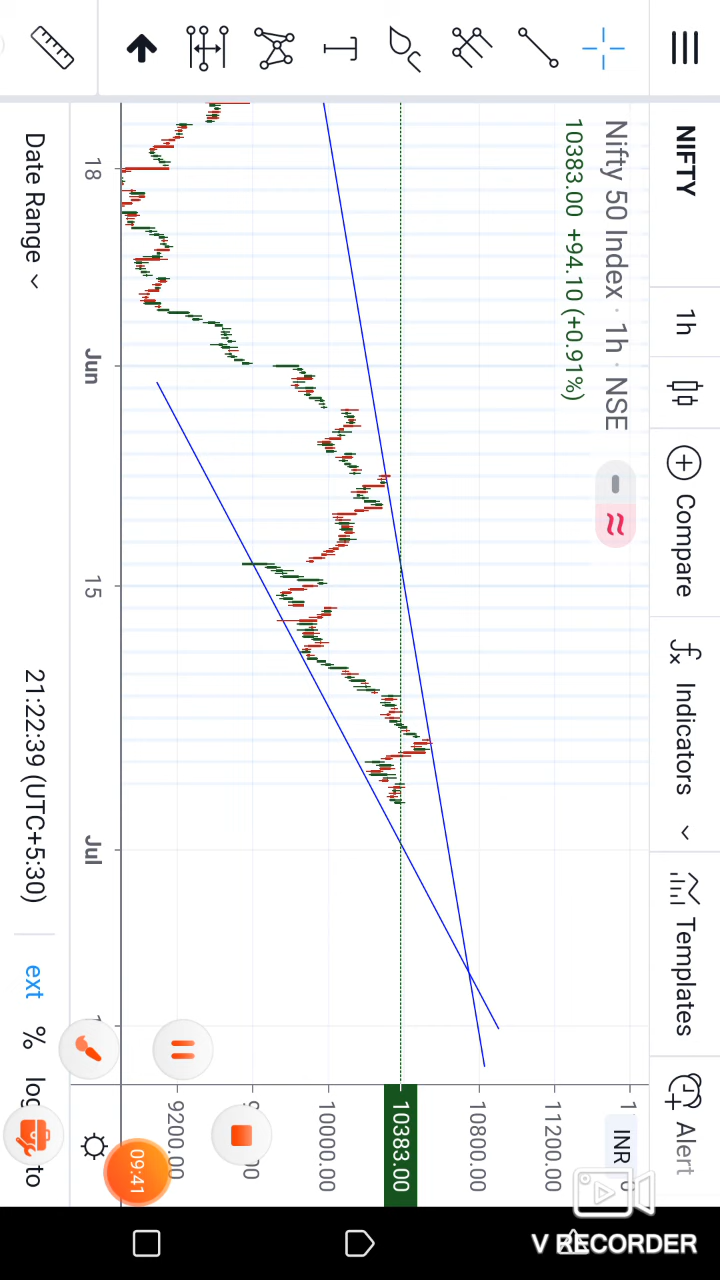 NIFTY
1h
Compare
Indicators
Templates
Alert
Nifty 50 Index · 1h · NSE
10383.00 +94.10 (+0.91%)
INR
11200.00
10800.00
10383.00
10000.00
9200.00
18
Jun
15
Jul
Date Range
21:22:39 (UTC+5:30)
ext
%
log
09:41
V RECORDER